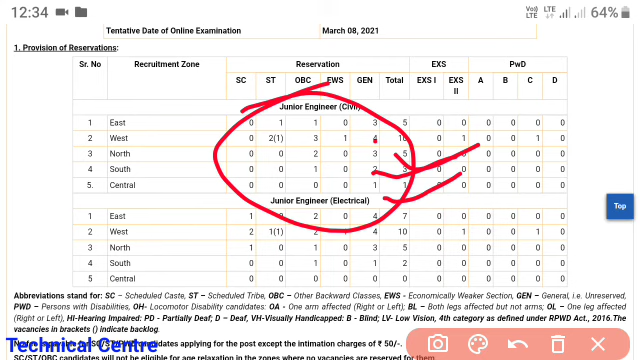 12:34 Vo)) LTE LTE 64%
Tentative Date of Online Examination March 08, 2021
1. Provision of Reservations:
Sr. No Recruitment Zone Reservation EXS PwD
SC ST OBC EWS GEN Total EXS I EXS II A B C D
Junior Engineer (Civil)
1 East 0 1 1 0 3 5 0 0 0 0 0 0
2 West 0 2(1) 3 1 4 0 1 0 0 1 0
3 North 0 0 2 0 3 5 0 0 0 0 0 0
4 South 0 0 1 0 2 3 0 0 0 0 0 0
5. Central 0 0 0 0 1 1 0 0 0 0 0
Junior Engineer (Electrical)
1 East 1 2 0 4 7 0 0 0 0 0 0
2 West 2 1(1) 2 4 10 0 1 0 0 1 0
3 North 1 0 1 0 3 5 0 0 0 0 0 0
4 South 0 0 1 0 1 2 0 0 0 0 0 0
5 Central 0 0 0 0 0 0 0 0 0 0 0 0
Top
Abbreviations stand for: SC – Scheduled Caste, ST – Scheduled Tribe, OBC – Other Backward Classes, EWS - Economically Weaker Section, GEN – General, i.e. Unreserved,
PWD – Persons with Disabilities, OH- Locomotor Disability candidates: OA - One arm affected (Right or Left), BL – Both legs affected but not arms; OL – One leg affected
(Right or Left), HI-Hearing Impaired: PD - Partially Deaf; D – Deaf, VH-Visually Handicapped: B - Blind; LV- Low Vision, 4th category as defined under RPWD Act., 2016.The
vacancies in brackets () indicate backlog.
SC/ST/PWD candidates applying for the post except the intimation charges of ₹ 50/-.
Technical Centre
SC/ST/OBC candidates will not be eligible for age relaxation in the zones where no vacancies are reserved for them